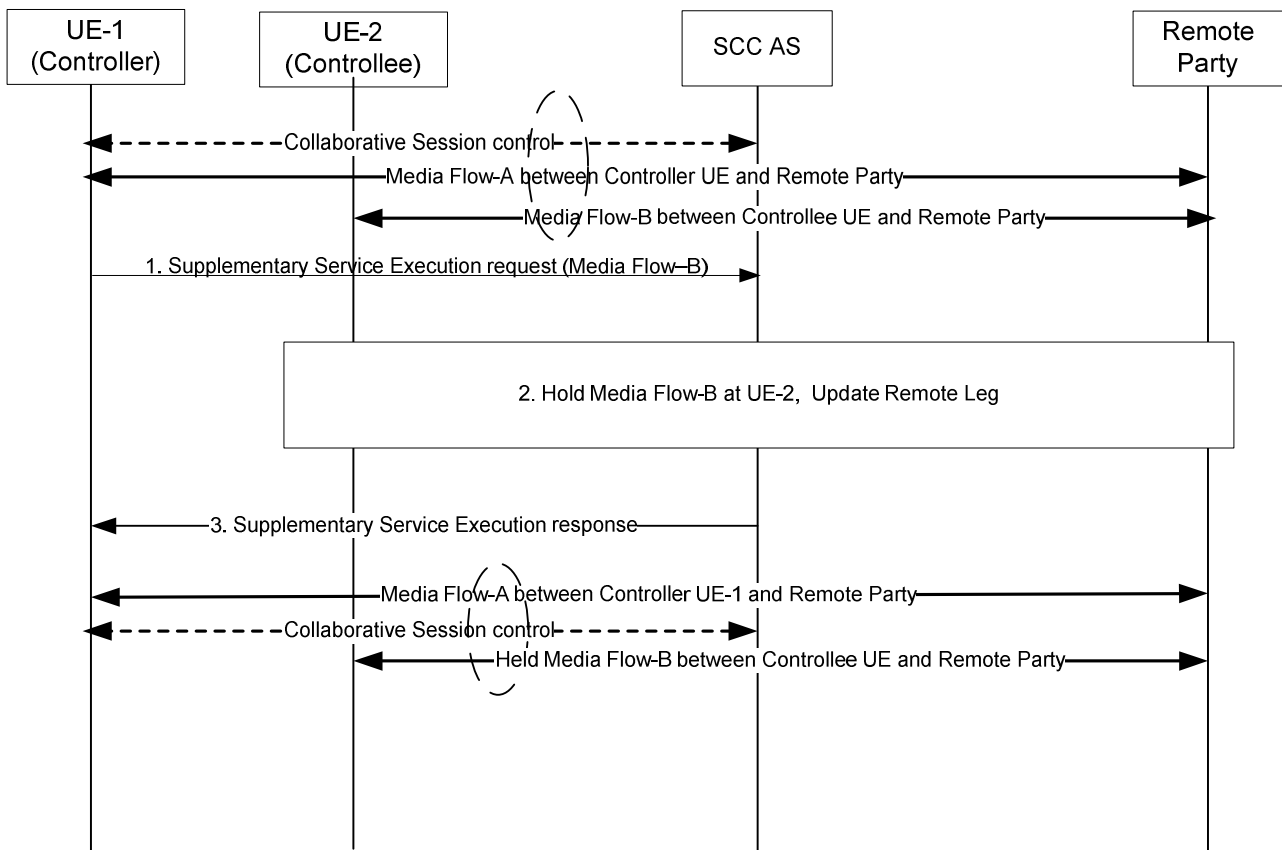 UE-1
(Controller)
UE-2
(Controllee)
SCC AS
Remote
Party
Collaborative Session control
Media Flow-A between Controller UE and Remote Party
Media Flow-B between Controllee UE and Remote Party
1. Supplementary Service Execution request (Media Flow–B)
2. Hold Media Flow-B at UE-2, Update Remote Leg
3. Supplementary Service Execution response
Media Flow-A between Controller UE-1 and Remote Party
Collaborative Session control
Held Media Flow-B between Controllee UE and Remote Party